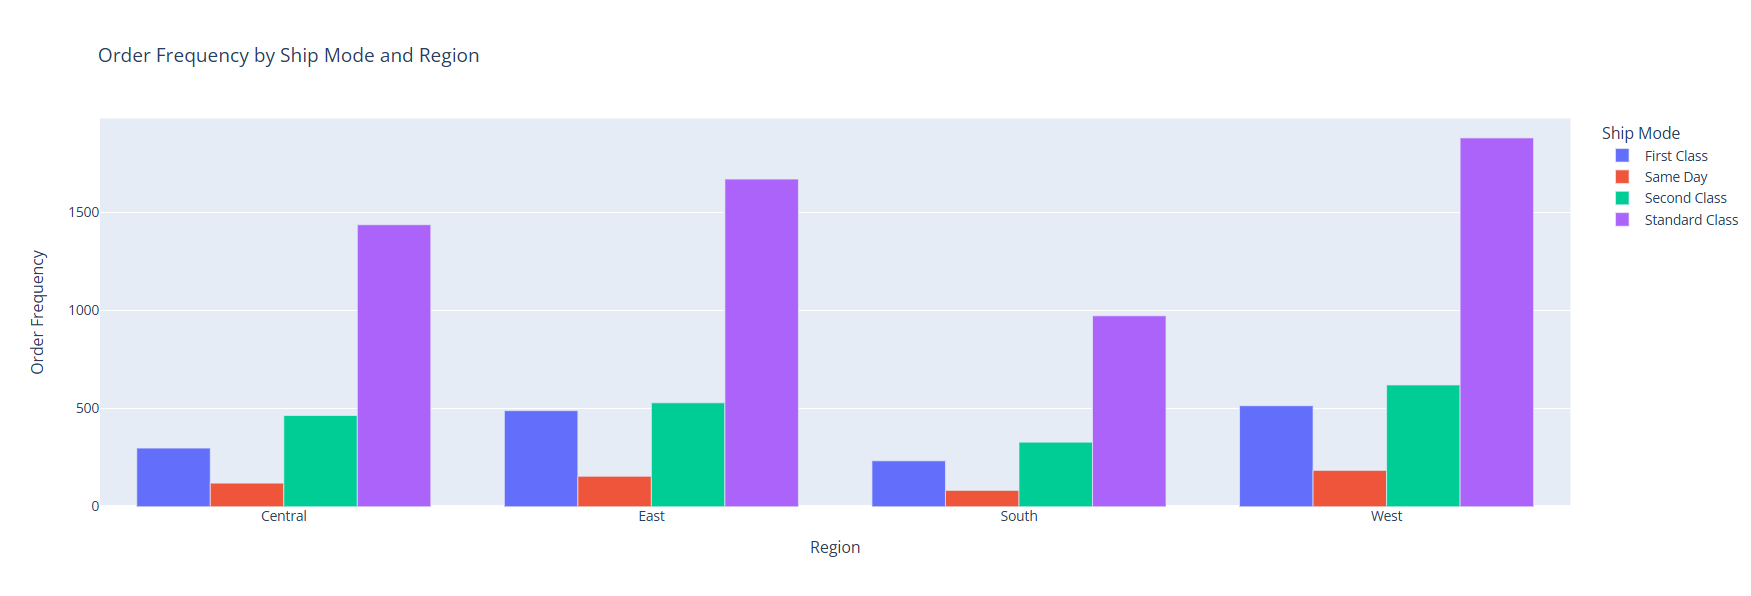 Order Frequency by Ship Mode and Region
Ship Mode
First Class
Same Day
Second Class
Standard Class
Order Frequency
1500
1000
500
0
Central East South West
Region